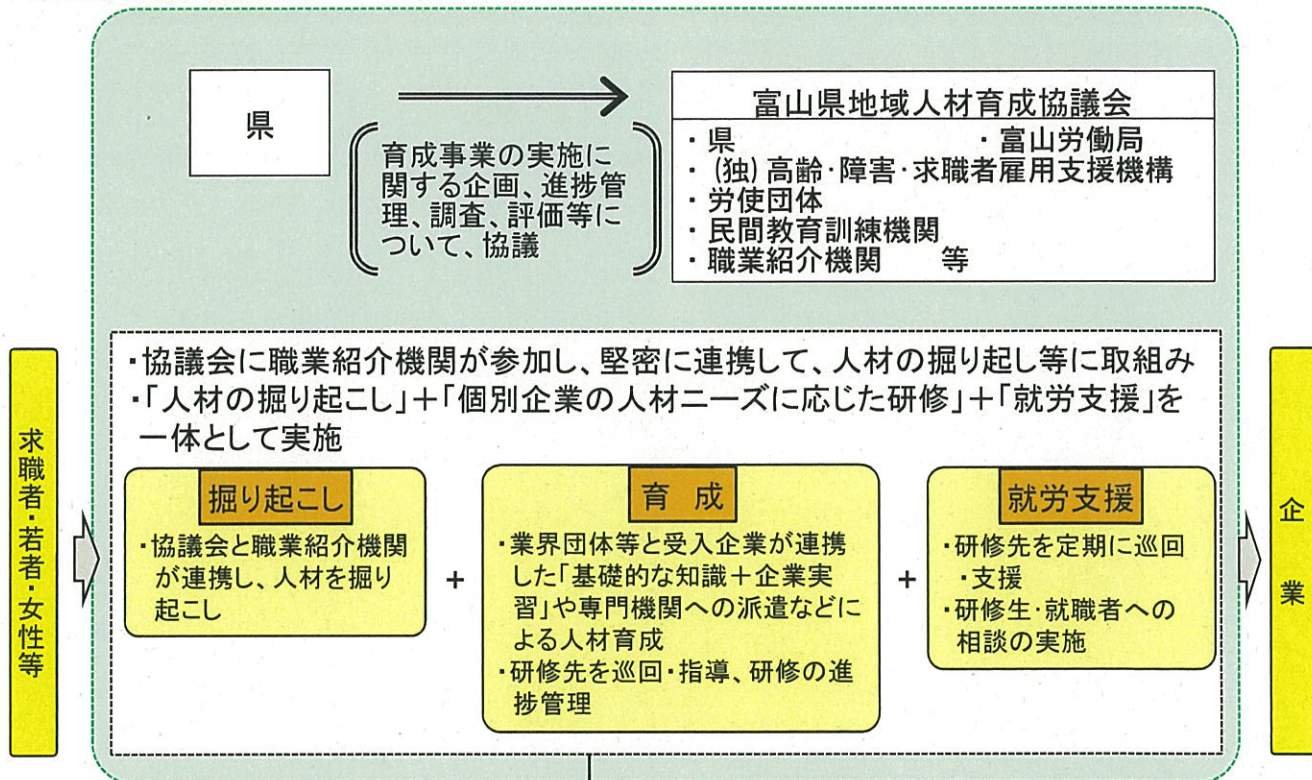 県
育成事業の実施に
関する企画、進捗管
理、調査、評価等に
ついて、協議
富山県地域人材育成協議会
・県　・富山労働局
・(独)高齢・障害・求職者雇用支援機構
・労使団体
・民間教育訓練機関
・職業紹介機関　等
求職者・若者・女性等
・協議会に職業紹介機関が参加し、堅密に連携して、人材の掘り起し等に取組み
・「人材の掘り起こし」＋「個別企業の人材ニーズに応じた研修」＋「就労支援」を
一体として実施
掘り起こし
・協議会と職業紹介機関
が連携し、人材を掘り
起こし
+
育 成
・業界団体等と受入企業が連携
した「基礎的な知識＋企業実
習」や専門機関への派遣などに
よる人材育成
・研修先を巡回・指導、研修の進
捗管理
+
就労支援
・研修先を定期に巡回
・支援
・研修生・就職者への
相談の実施
企業